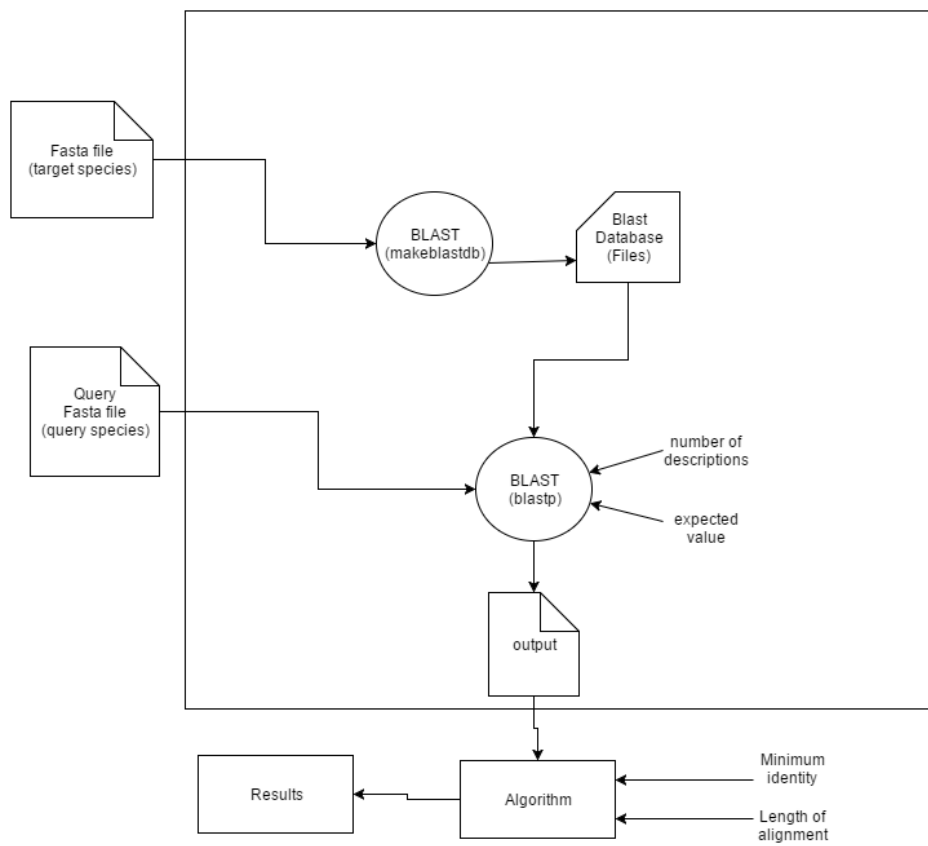 Fasta file
(target species)
BLAST
(makeblastdb)
Blast
Database
(Files)
Query
Fasta file
(query species)
number of
descriptions
BLAST
(blastp)
expected
value
output
Minimum
identity
Results
Algorithm
Length of
alignment